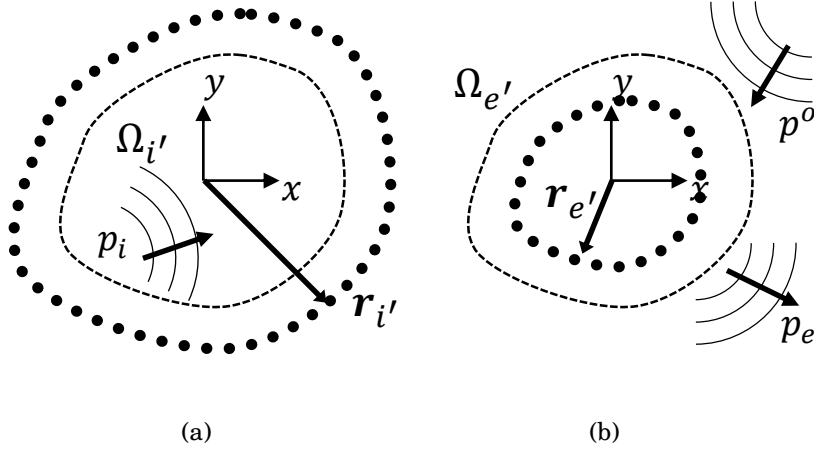 y
x
Ω_{i'}
p_i
r_{i'}
(a)
y
x
Ω_{e'}
r_{e'}
p^o
p_e
(b)